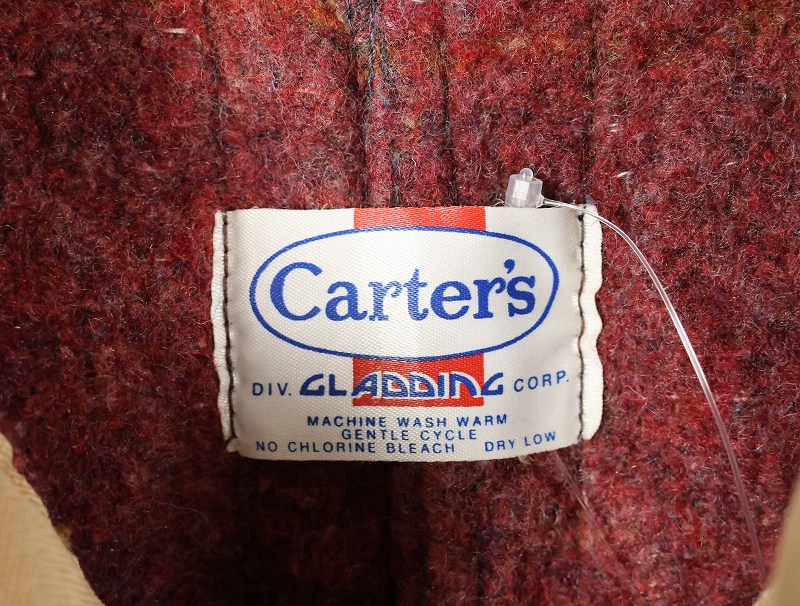 Carter's
DIV. GLADDING CORP.
MACHINE WASH WARM
GENTLE CYCLE
NO CHLORINE BLEACH DRY LOW